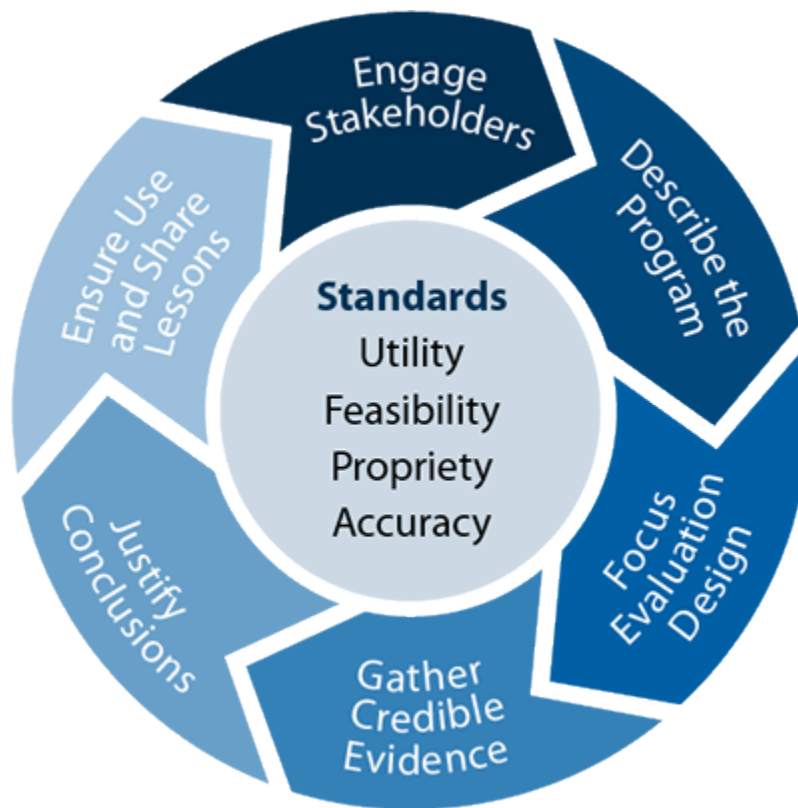 Engage
Stakeholders
Describe the
Program
Focus
Evaluation
Design
Gather
Credible
Evidence
Justify
Conclusions
Ensure Use
and Share
Lessons
Standards
Utility
Feasibility
Propriety
Accuracy